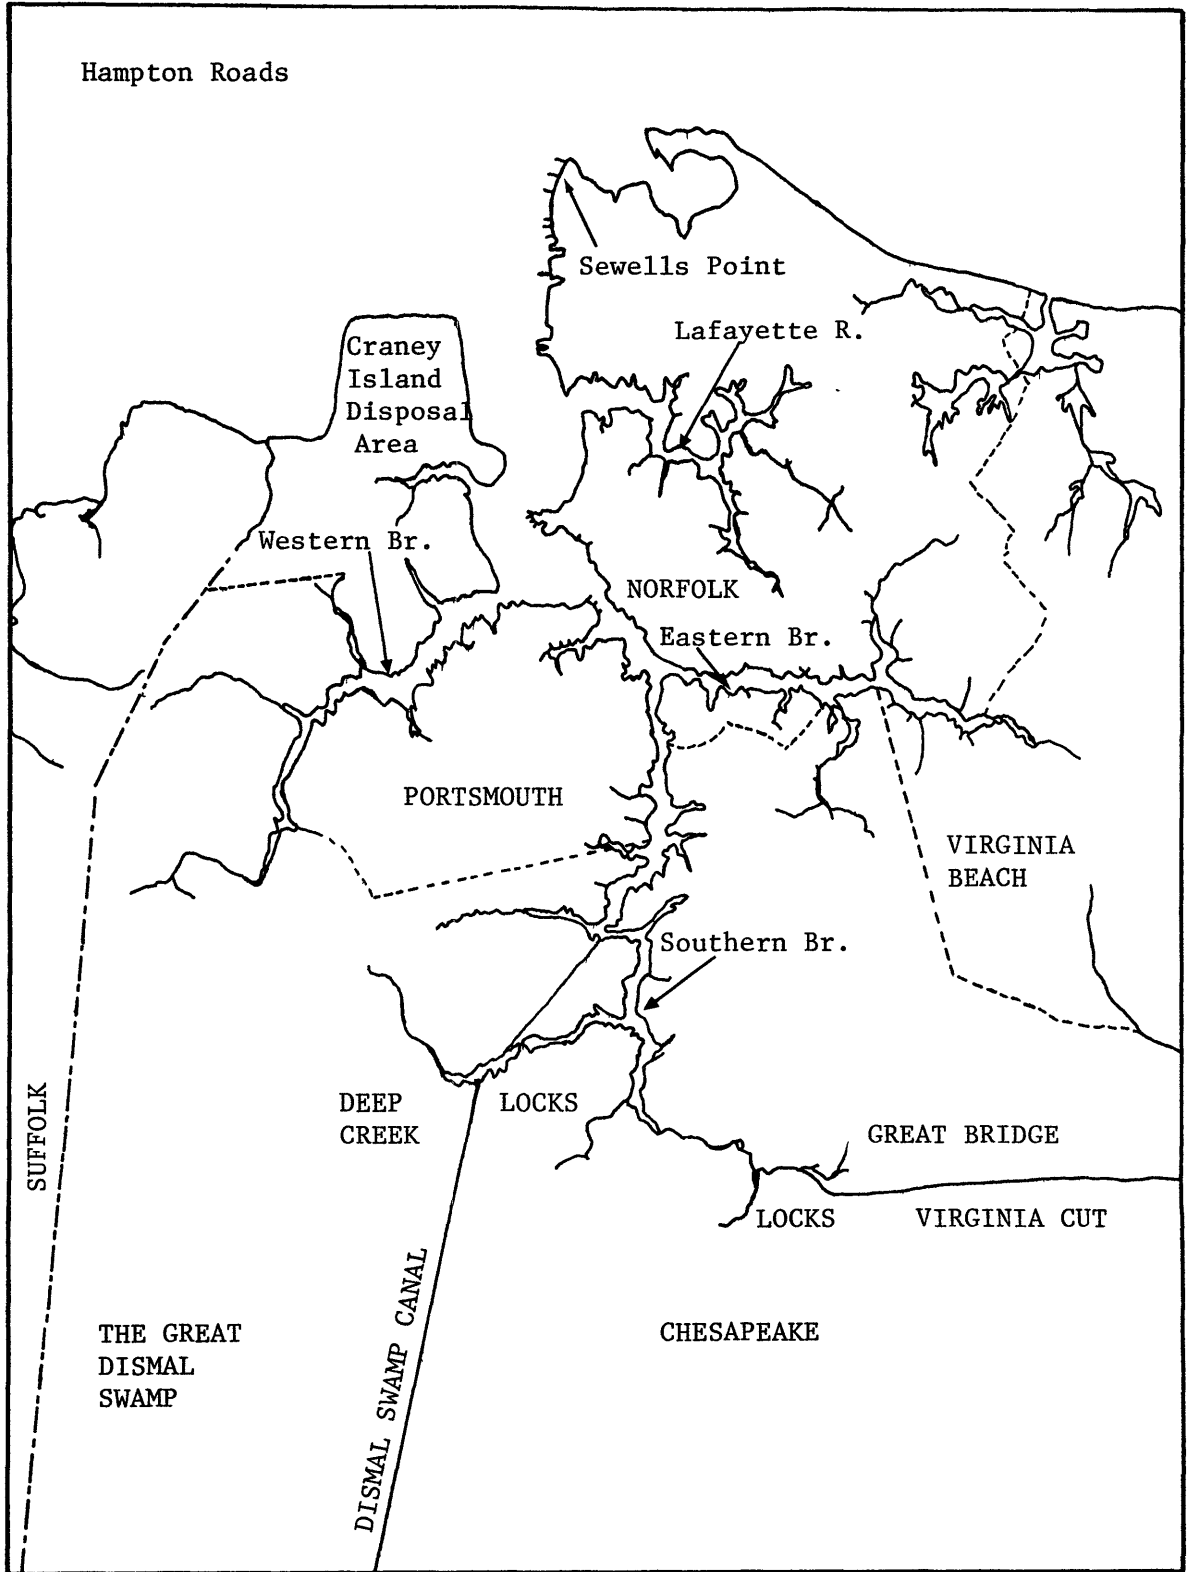 Hampton Roads
Sewells Point
Lafayette R.
Craney
Island
Disposal
Area
Western Br.
NORFOLK
Eastern Br.
PORTSMOUTH
VIRGINIA
BEACH
Southern Br.
SUFFOLK
DEEP
CREEK
LOCKS
GREAT BRIDGE
LOCKS
VIRGINIA CUT
DISMAL SWAMP CANAL
THE GREAT
DISMAL
SWAMP
CHESAPEAKE